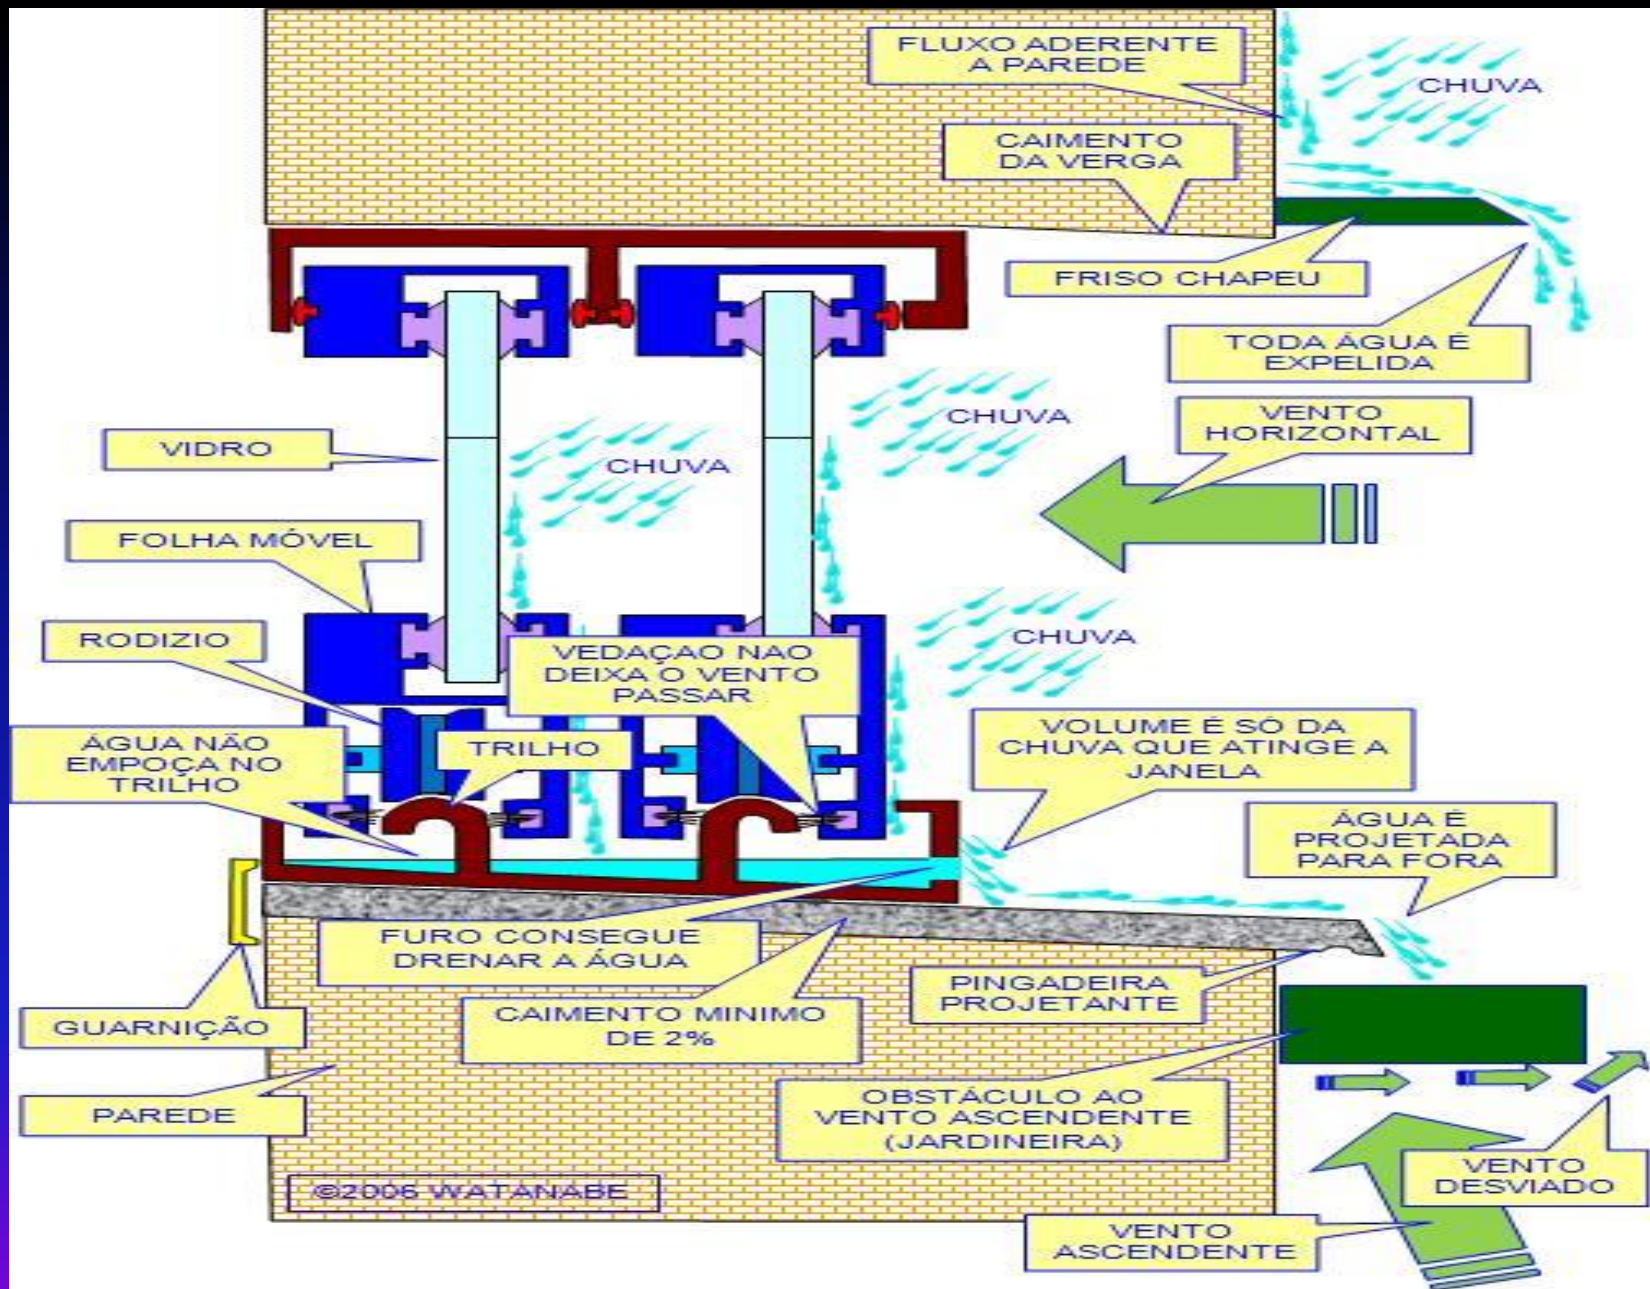 FLUXO ADERENTE
A PAREDE
CHUVA
CAIMENTO
DA VERGA
FRISO CHAPEU
TODA ÁGUA É
EXPELIDA
VENTO
HORIZONTAL
CHUVA
VIDRO
CHUVA
FOLHA MÓVEL
CHUVA
RODIZIO
VEDAÇAO NAO
DEIXA O VENTO
PASSAR
ÁGUA NÃO
EMPOÇA NO
TRILHO
TRILHO
VOLUME É SÓ DA
CHUVA QUE ATINGE A
JANELA
ÁGUA É
PROJETADA
PARA FORA
FURO CONSEGUE
DRENAR A ÁGUA
PINGADEIRA
PROJETANTE
GUARNIÇÃO
CAIMENTO MINIMO
DE 2%
PAREDE
OBSTÁCULO AO
VENTO ASCENDENTE
(JARDINEIRA)
VENTO
DESVIADO
©2006 WATANABE
VENTO
ASCENDENTE